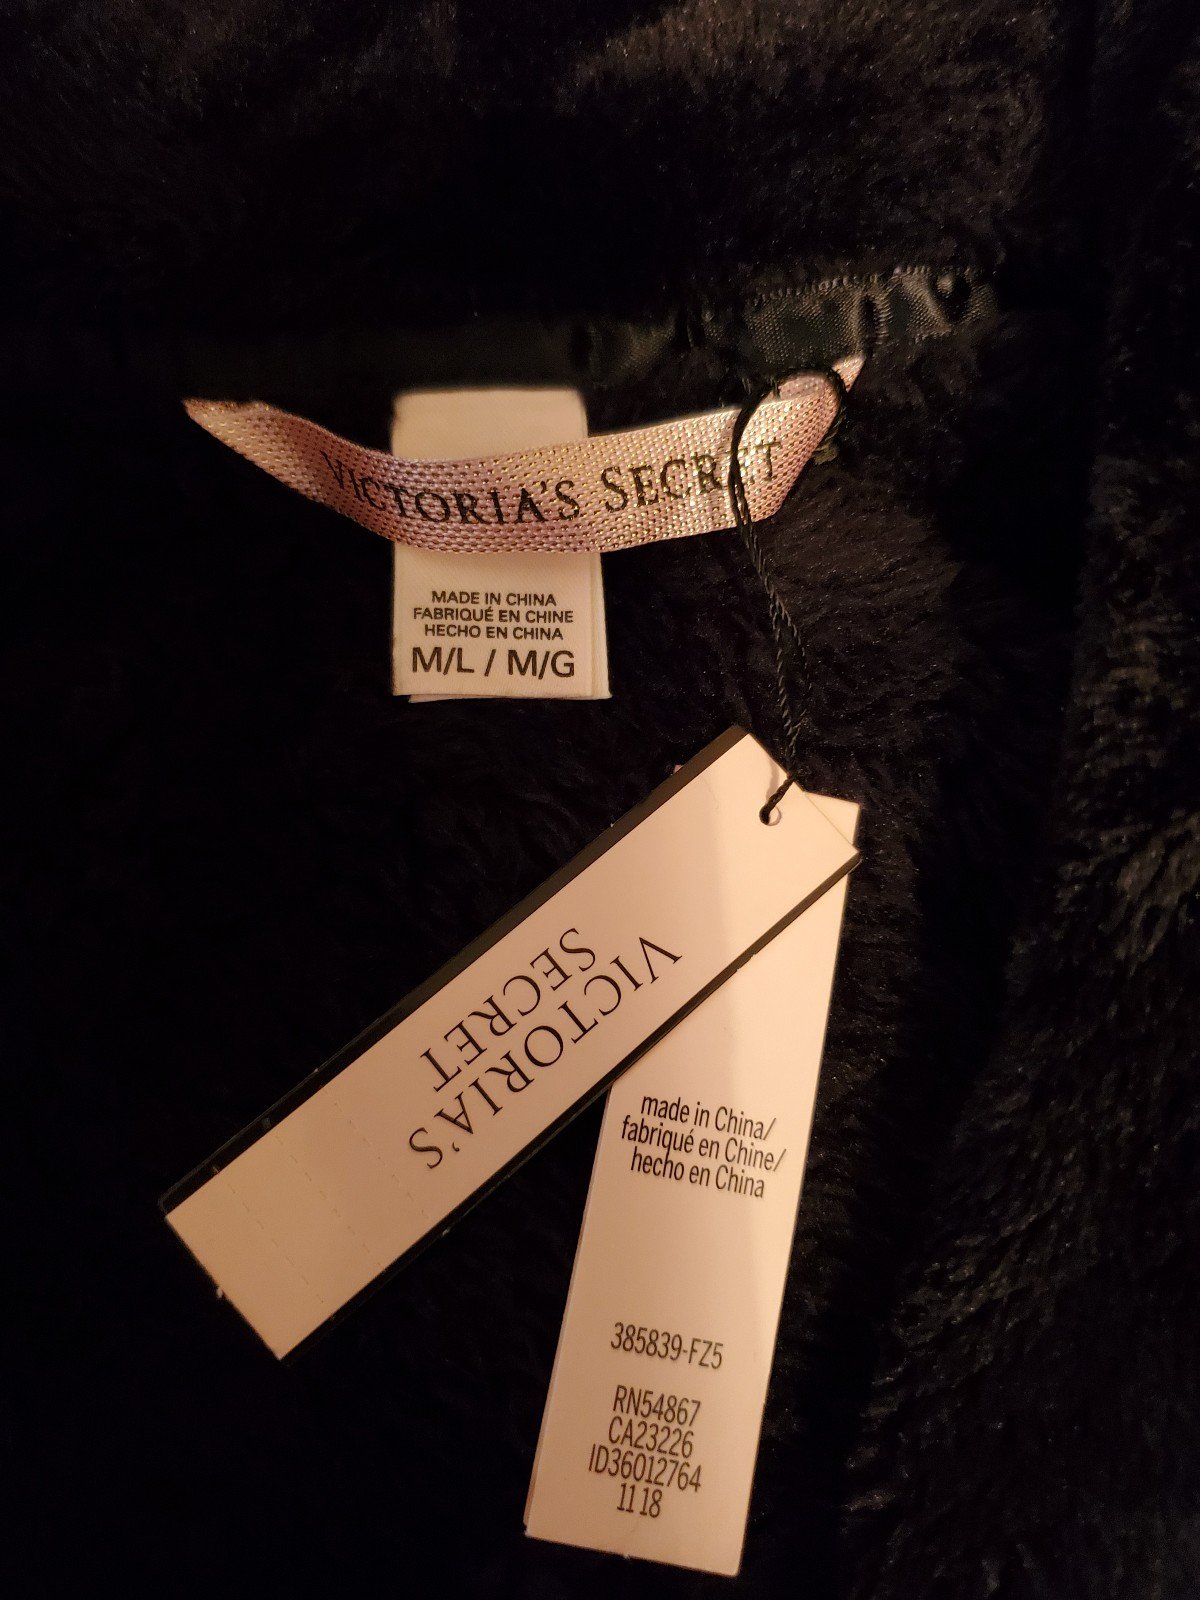 VICTORIA'S SECRET
MADE IN CHINA
FABRIQUÉ EN CHINE
HECHO EN CHINA
M/L / M/G
VICTORIA'S
SECRET
made in China/
fabriqué en Chine/
hecho en China
385839-FZ5
RN54867
CA23226
ID36012764
11 18